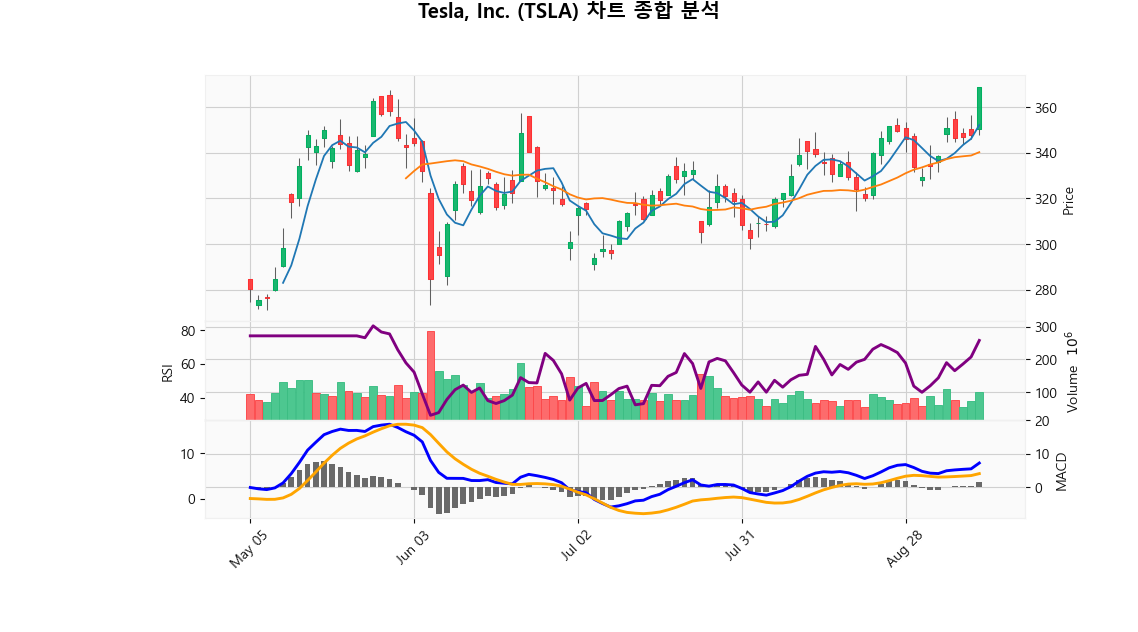 Tesla, Inc. (TSLA) 차트 종합 분석
360
340
320
300
280
Price
80
60
40
RSI
300
200
100
20
Volume 10^6
10
0
10
0
MACD
May 05
Jun 03
Jul 02
Jul 31
Aug 28